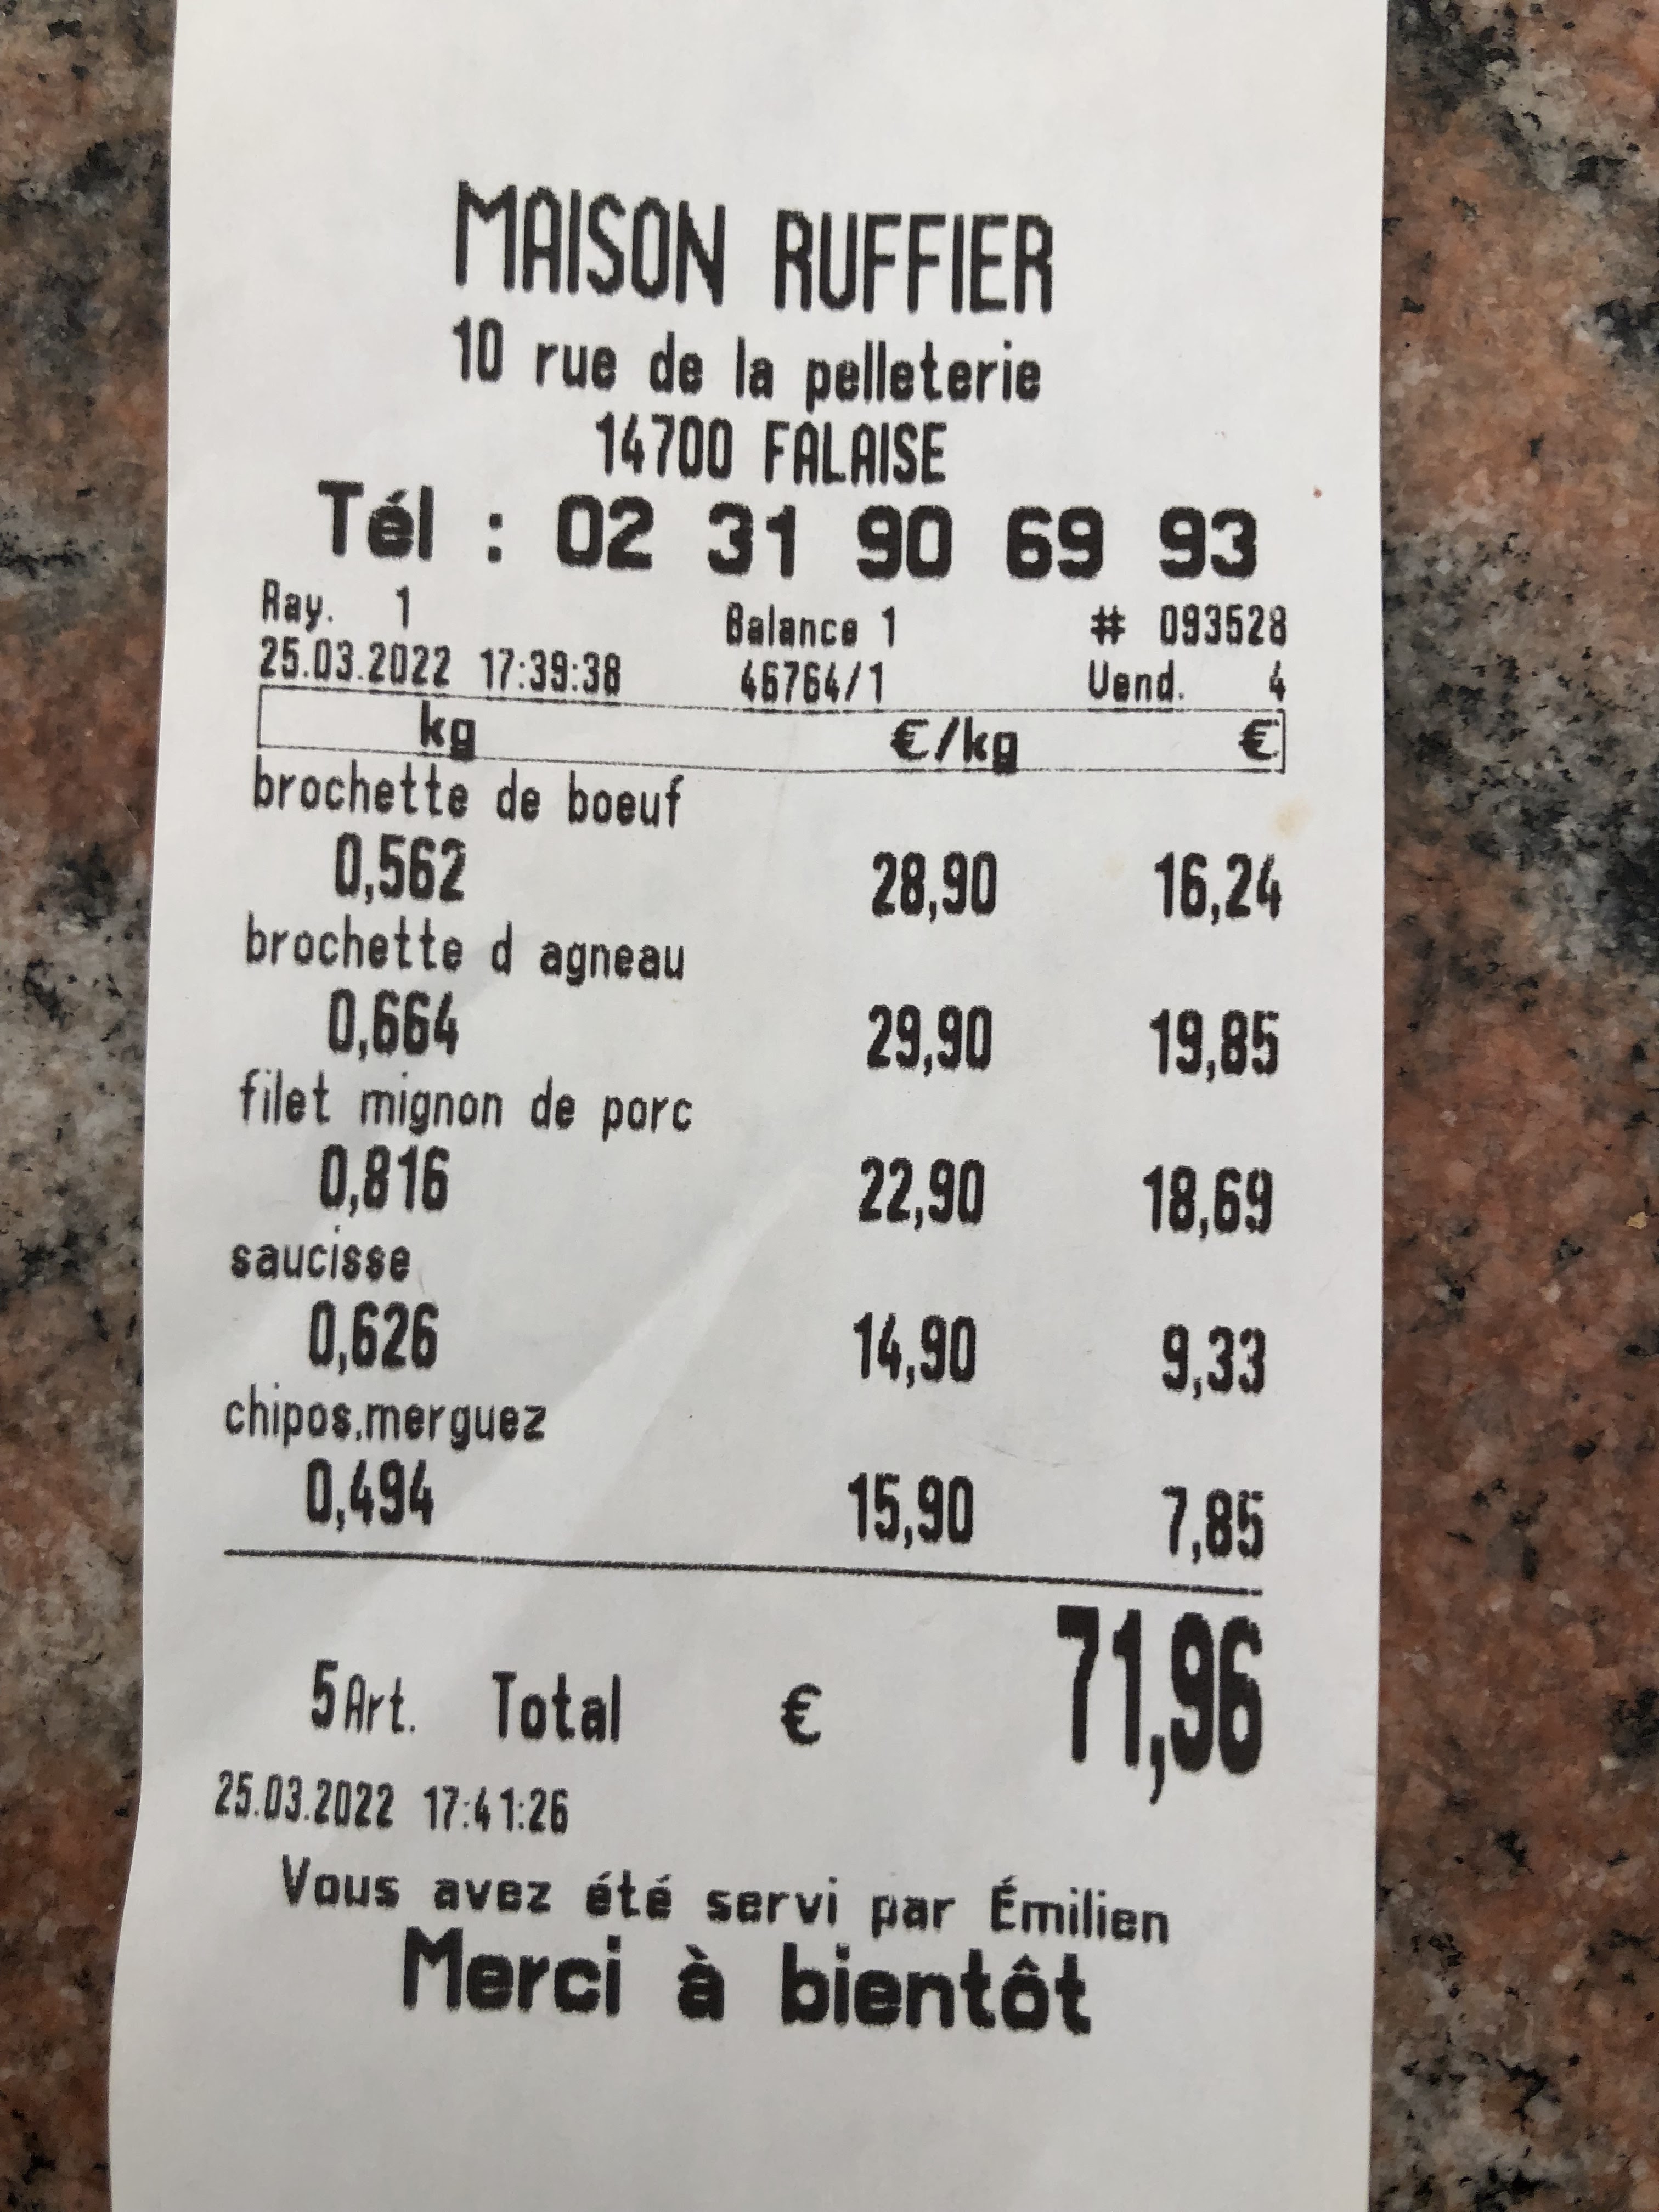 MAISON RUFFIER
10 rue de la pelleterie
14700 FALAISE
Tél : 02 31 90 69 93
Ray. 1 Balance 1 # 093528
25.03.2022 17:39:38 46764/1 Vend. 4
kg €/kg €
brochette de boeuf
0,562 28,90 16,24
brochette d agneau
0,664 29,90 19,85
filet mignon de porc
0,816 22,90 18,69
saucisse
0,626 14,90 9,33
chipos.merguez
0,494 15,90 7,85
5 Art. Total € 71,96
25.03.2022 17:41:26
Vous avez été servi par Émilien
Merci à bientôt